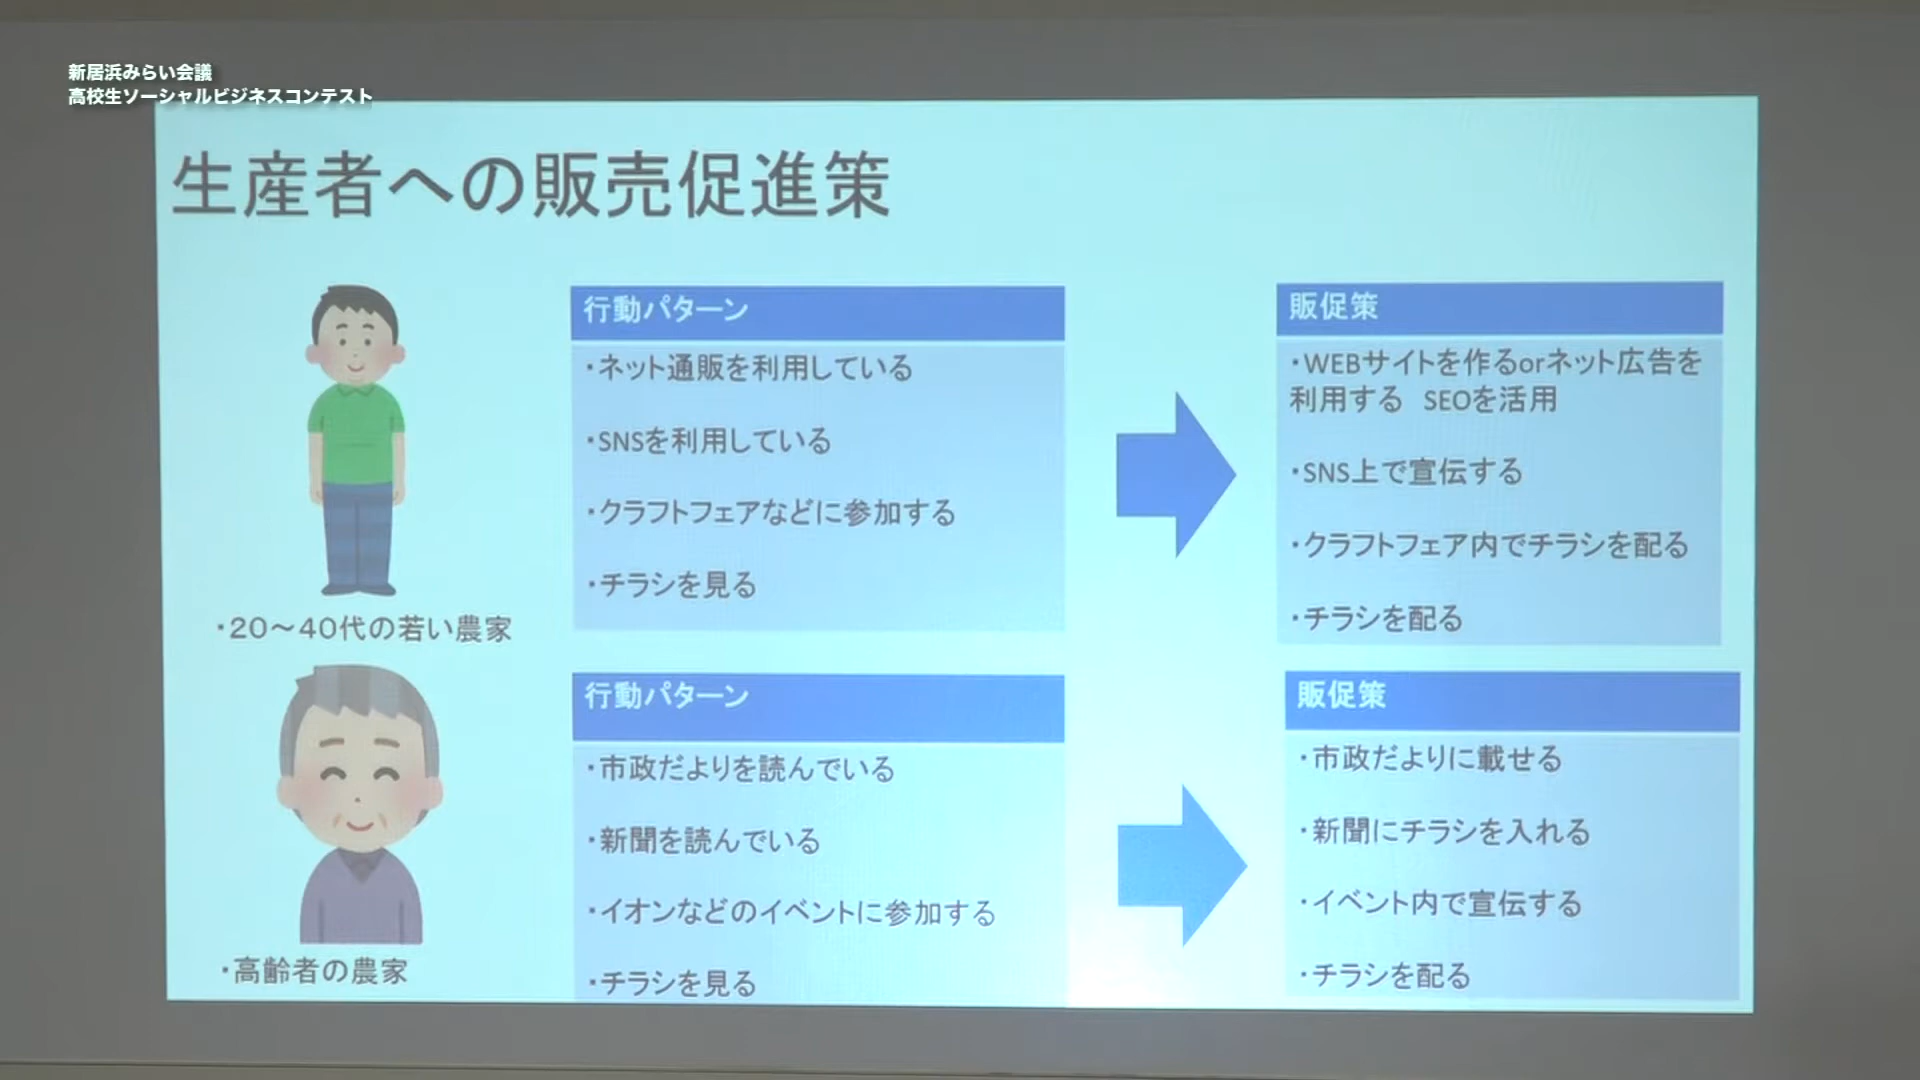 新居浜みらい会議
高校生ソーシャルビジネスコンテスト
生産者への販売促進策
・20～40代の若い農家
行動パターン
・ネット通販を利用している
・SNSを利用している
・クラフトフェアなどに参加する
・チラシを見る
販促策
・WEBサイトを作るorネット広告を
利用する　SEOを活用
・SNS上で宣伝する
・クラフトフェア内でチラシを配る
・チラシを配る
・高齢者の農家
行動パターン
・市政だよりを読んでいる
・新聞を読んでいる
・イオンなどのイベントに参加する
・チラシを見る
販促策
・市政だよりに載せる
・新聞にチラシを入れる
・イベント内で宣伝する
・チラシを配る